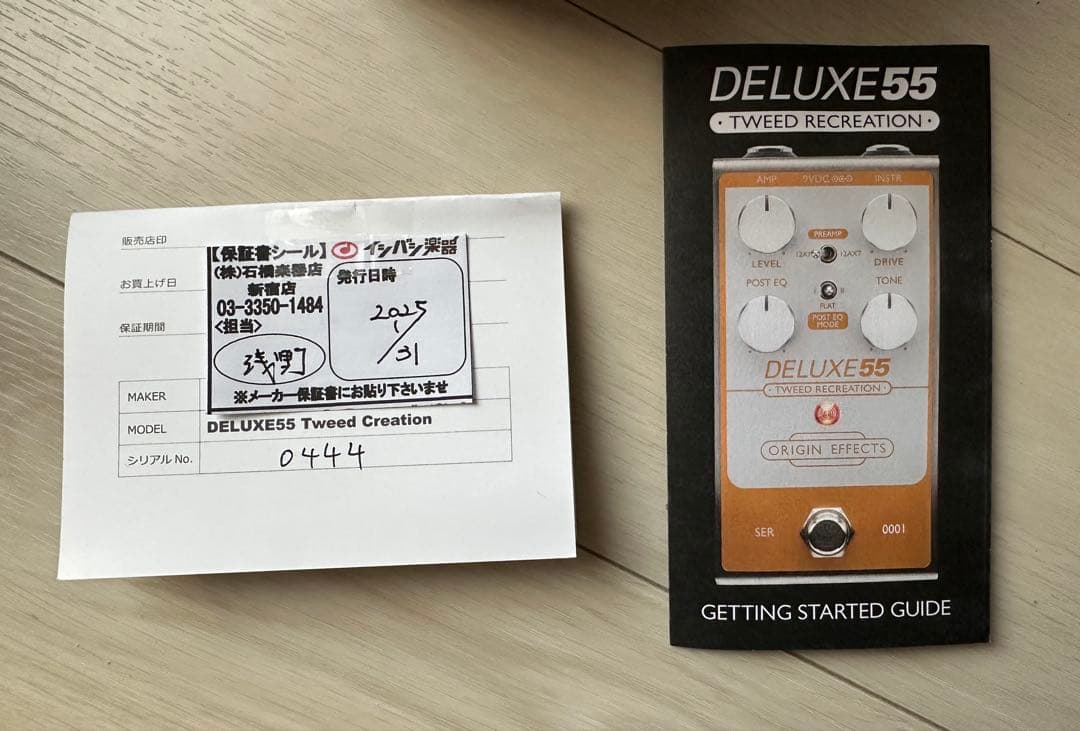 販売店印
お買上げ日
保証期間
【保証書シール】 イシバシ楽器
(株)石橋楽器店
新宿店
03-3350-1484
<担当>
浅野
発行日時
2025
1/31
※メーカー保証書にお貼り下さいませ
MAKER
MODEL DELUXE55 Tweed Creation
シリアル No. 0444
DELUXE55
• TWEED RECREATION •
AMP 9VDC INSTR
PREAMP
12AY7 12AX7
LEVEL DRIVE
POST EQ TONE
FLAT
POST EQ
MODE
DELUXE55
• TWEED RECREATION •
ORIGIN EFFECTS
SER 0001
GETTING STARTED GUIDE